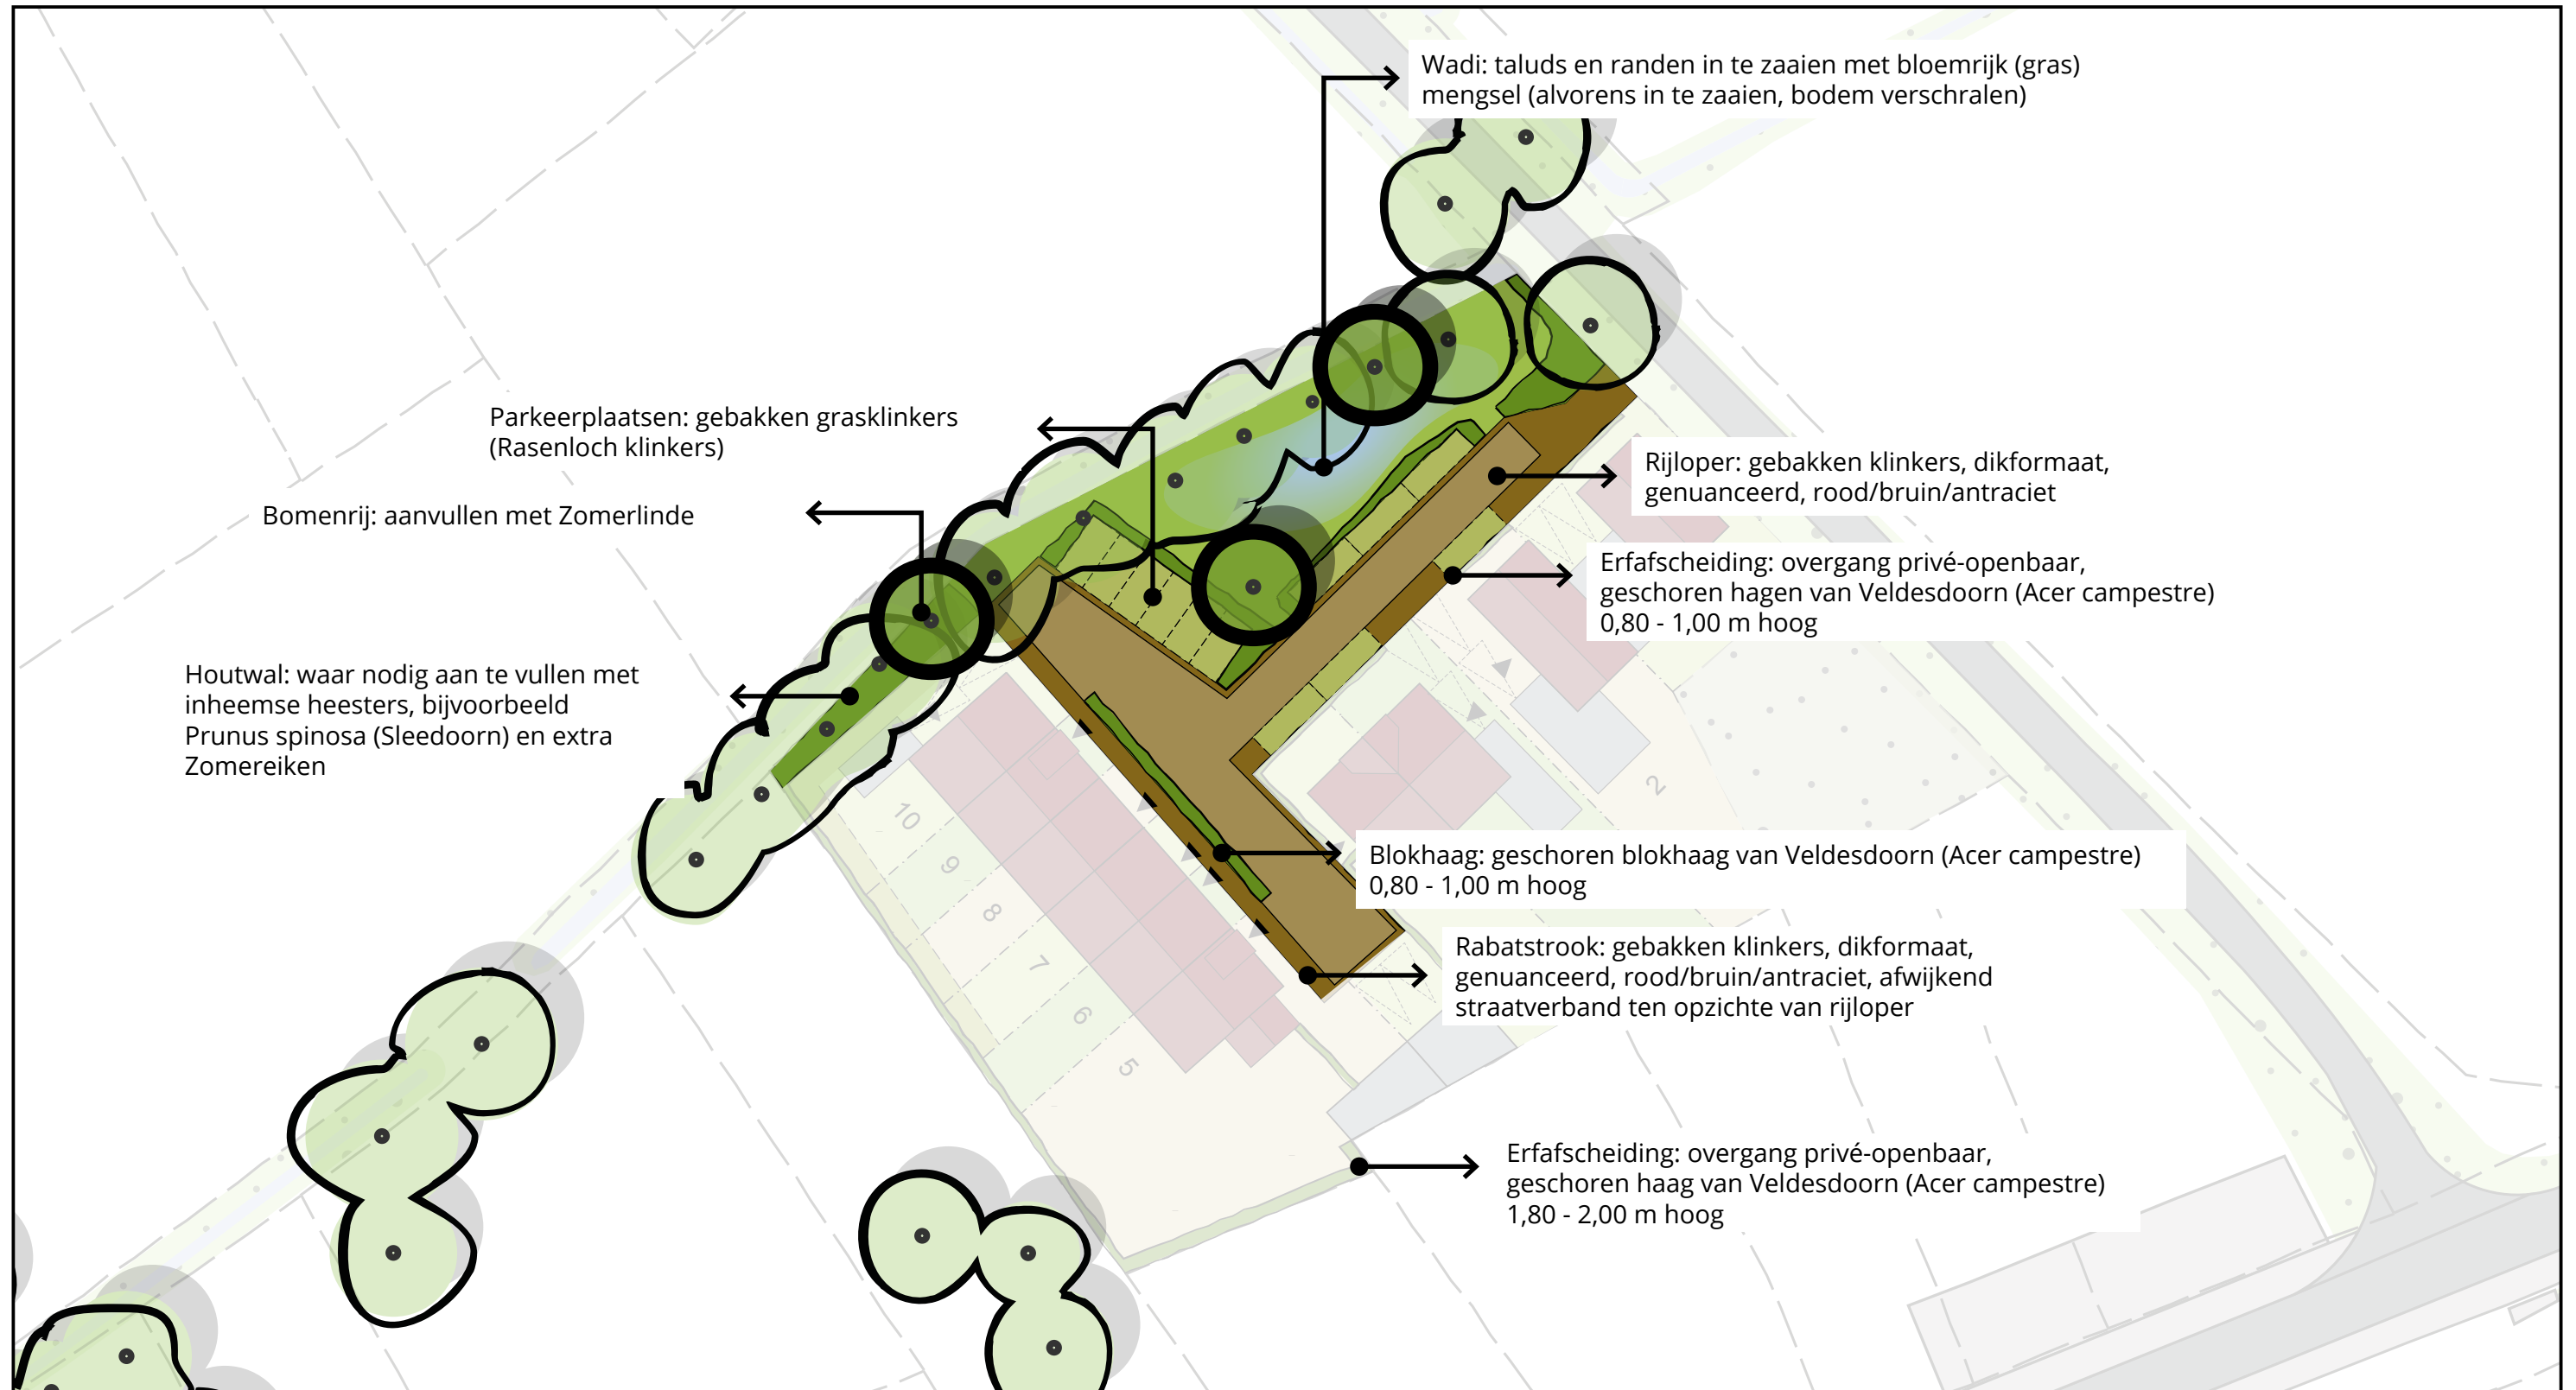 Wadi: taluds en randen in te zaaien met bloemrijk (gras)
mengsel (alvorens in te zaaien, bodem verschralen)
Parkeerplaatsen: gebakken grasklinkers
(Rasenloch klinkers)
Rijloper: gebakken klinkers, dikformaat,
genuanceerd, rood/bruin/antraciet
Bomenrij: aanvullen met Zomerlinde
Erfafscheiding: overgang privé-openbaar,
geschoren hagen van Veldesdoorn (Acer campestre)
0,80 - 1,00 m hoog
Houtwal: waar nodig aan te vullen met
inheemse heesters, bijvoorbeeld
Prunus spinosa (Sleedoorn) en extra
Zomereiken
2
10
9
8
7
6
5
Blokhaag: geschoren blokhaag van Veldesdoorn (Acer campestre)
0,80 - 1,00 m hoog
Rabatstrook: gebakken klinkers, dikformaat,
genuanceerd, rood/bruin/antraciet, afwijkend
straatverband ten opzichte van rijloper
Erfafscheiding: overgang privé-openbaar,
geschoren haag van Veldesdoorn (Acer campestre)
1,80 - 2,00 m hoog